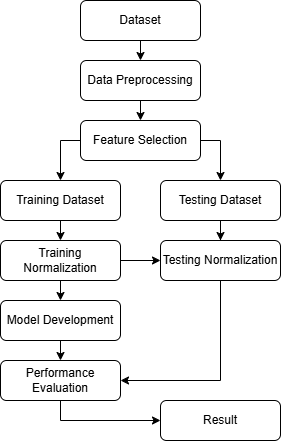 Dataset
Data Preprocessing
Feature Selection
Training Dataset
Testing Dataset
Training
Normalization
Testing Normalization
Model Development
Performance
Evaluation
Result